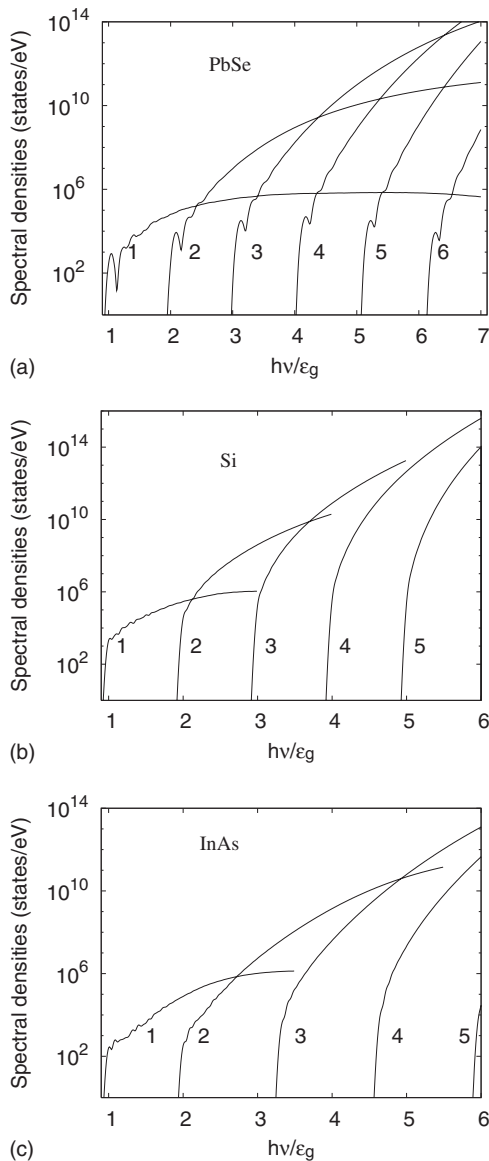 10^14
PbSe
10^10
10^6
10^2
Spectral densities (states/eV)
1 2 3 4 5 6
1 2 3 4 5 6 7
hν/εg
(a)
10^14
Si
10^10
10^6
10^2
Spectral densities (states/eV)
1 2 3 4 5
1 2 3 4 5 6
hν/εg
(b)
10^14
InAs
10^10
10^6
10^2
Spectral densities (states/eV)
1 2 3 4 5
1 2 3 4 5 6
hν/εg
(c)